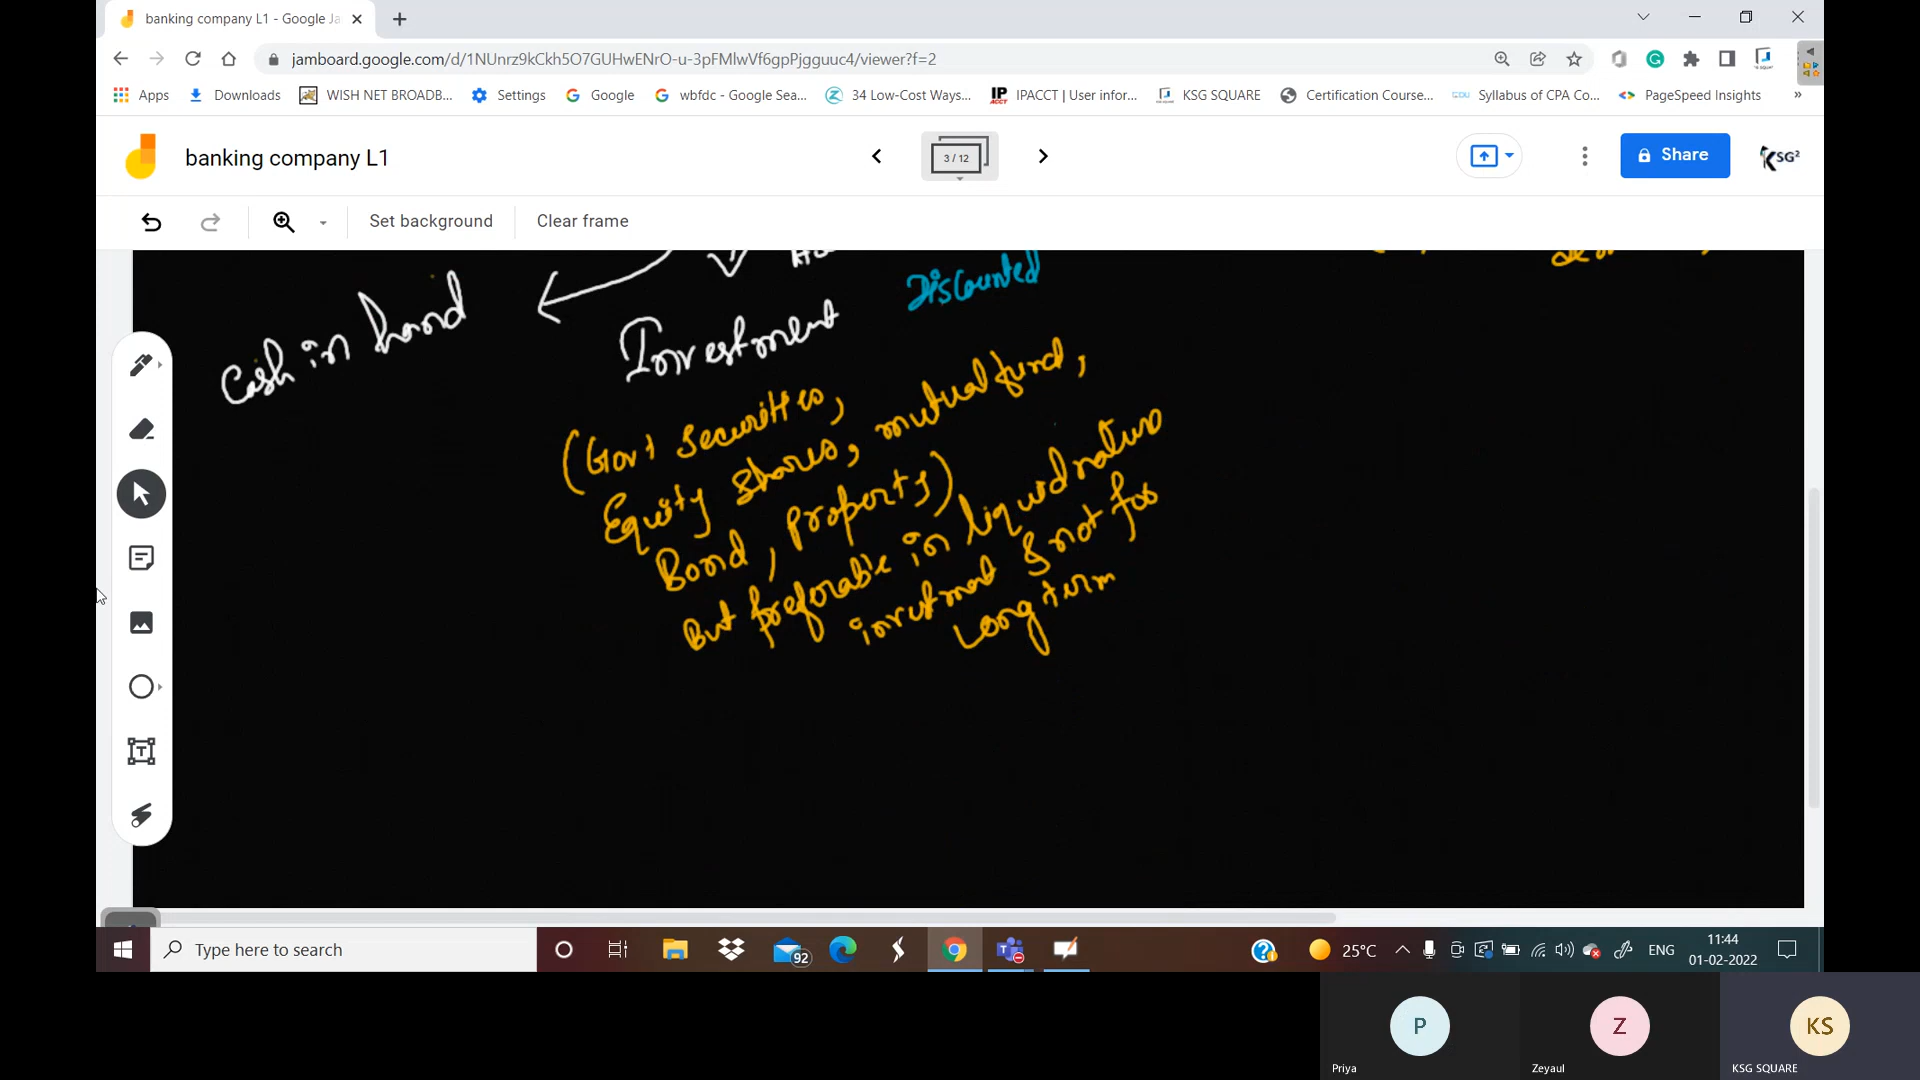 banking company L1 - Google Ja
jamboard.google.com/d/1NUnrz9kCkh5O7GUHwENrO-u-3pFMlwVf6gpPjgguuc4/viewer?f=2
Apps Downloads WISH NET BROADB... Settings Google wbfdc - Google Sea... 34 Low-Cost Ways... IPACCT | User infor... KSG SQUARE Certification Course... Syllabus of CPA Co... PageSpeed Insights »
banking company L1
3 / 12
Share
KSG²
Set background Clear frame
Discounted
Cash in hand
Investment
(Govt Securities,
Equity shares, mutual fund,
Bond, property)
But preferable in liquid nature
investment & not for
Long term
Type here to search
92
25°C
ENG
11:44
01-02-2022
P Z KS
Priya Zeyaul KSG SQUARE